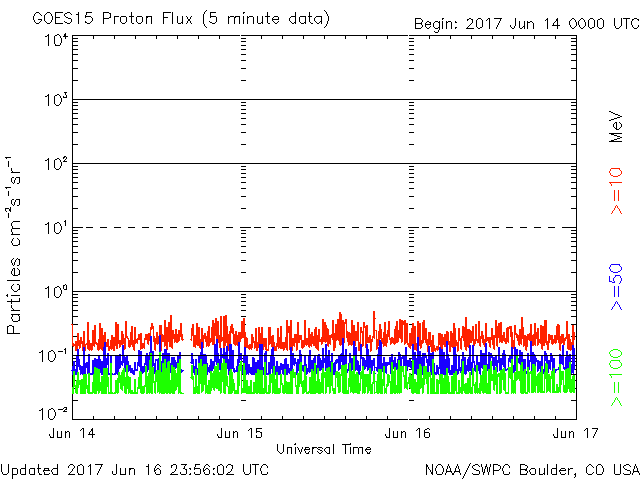 GOES15 Proton Flux (5 minute data)
Begin: 2017 Jun 14 0000 UTC
Particles cm⁻²s⁻¹sr⁻¹
10⁴
10³
10²
10¹
10⁰
10⁻¹
10⁻²
Jun 14
Jun 15
Jun 16
Jun 17
Universal Time
MeV
>=10
>=50
>=100
Updated 2017 Jun 16 23:56:02 UTC
NOAA/SWPC Boulder, CO USA